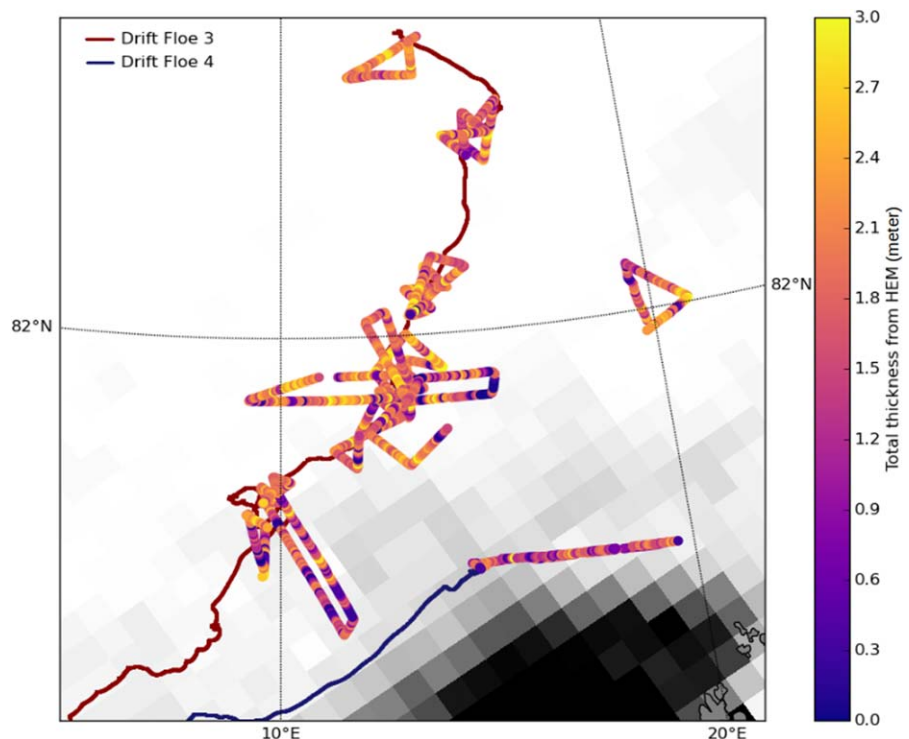 Drift Floe 3
Drift Floe 4
82°N
82°N
10°E
20°E
3.0
2.7
2.4
2.1
1.8
1.5
1.2
0.9
0.6
0.3
0.0
Total thickness from HEM (meter)